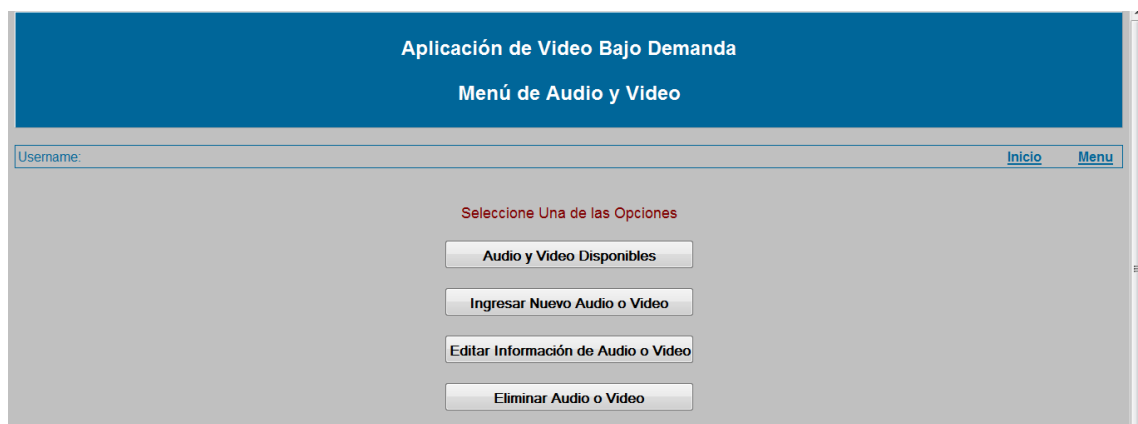 Aplicación de Video Bajo Demanda
Menú de Audio y Video
Username: Inicio Menu
Seleccione Una de las Opciones
Audio y Video Disponibles
Ingresar Nuevo Audio o Video
Editar Información de Audio o Video
Eliminar Audio o Video